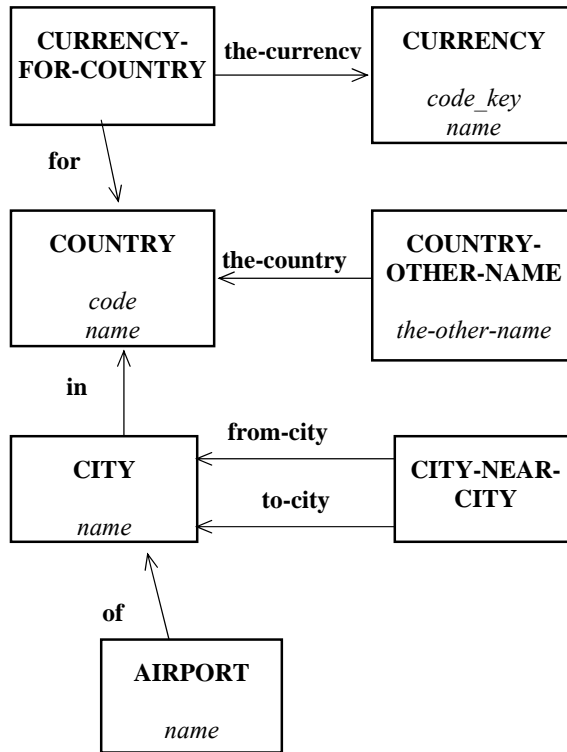 CURRENCY-
FOR-COUNTRY
the-currencv
CURRENCY
code_key
name
for
COUNTRY
code
name
the-country
COUNTRY-
OTHER-NAME
the-other-name
in
CITY
name
from-city
to-city
CITY-NEAR-
CITY
of
AIRPORT
name